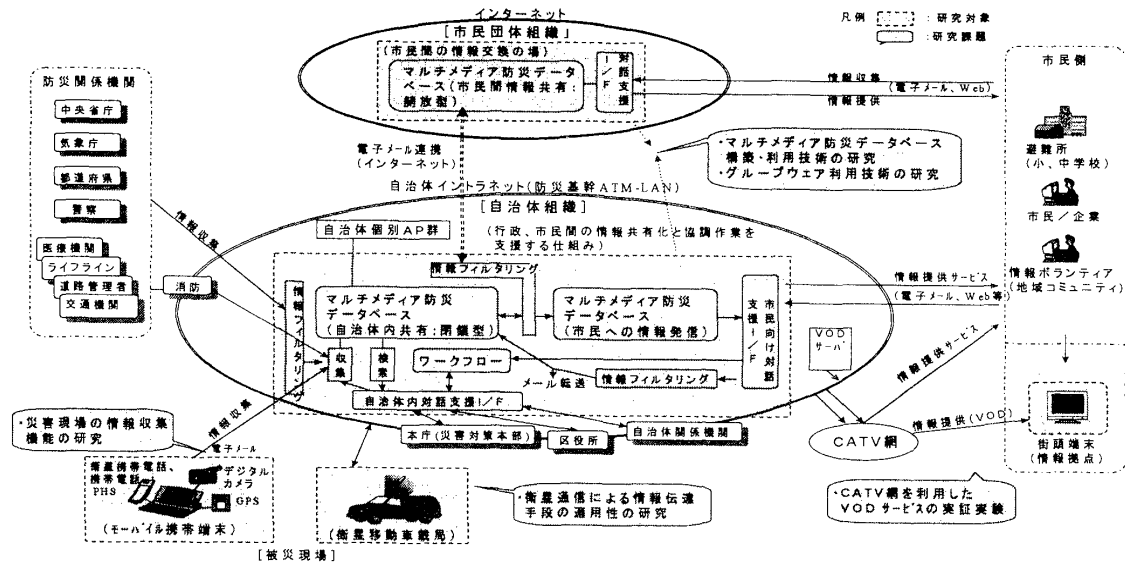 インターネット
[市民団体組織」
(市民間の情報交換の場)
マルチメディア防災データ
ベース(市民間情報共有:
開放型)
対話支援
I/F
凡例
:研究対象
:研究課題
情報収集
(電子メール、Web)
情報提供
電子メール連携
(インターネット)
・マルチメディア防災データベース
構築・利用技術の研究
・グループウェア利用技術の研究
防災関係機関
中央省庁
気象庁
都道府県
警察
医療機関
ライフライン
道路管理者
交通機関
消防
情報収集
自治体イントラネット(防災基幹ATM-LAN)
[自治体組織]
(行政、市民間の情報共有化と協調作業を
支援する仕組み)
自治体個別AP群
情報フィルタリング
情報フィルタリング
マルチメディア防災
データベース
(自治体内共有:閉鎖型)
マルチメディア防災
データベース
(市民への情報発信)
市民向け対話
支援I/F
収集
検索
ワークフロー
メール転送
情報フィルタリング
自治体内対話支援I/F
本庁(災害対策本部)
区役所
自治体関係機関
VOD
サーバ
情報提供サービス
(電子メール、Web等)
情報提供サービス
CATV網
情報提供(VOD)
市民側
避難所
(小、中学校)
市民/企業
情報ボランティア
(地域コミュニティ)
街頭端末
(情報拠点)
・災害現場の情報収集
機能の研究
情報収集
電子メール
衛星携帯電話、
携帯電話
PHS
デジタル
カメラ
GPS
(モーバイル携帯端末)
(衛星移動車載局)
・衛星通信による情報伝達
手段の適用性の研究
・CATV網を利用した
VODサービスの実証実験
[被災現場]